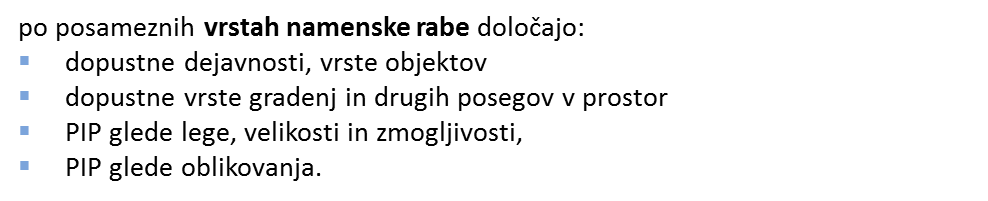 po posameznih vrstah namenske rabe določajo:
▪ dopustne dejavnosti, vrste objektov
▪ dopustne vrste gradenj in drugih posegov v prostor
▪ PIP glede lege, velikosti in zmogljivosti,
▪ PIP glede oblikovanja.